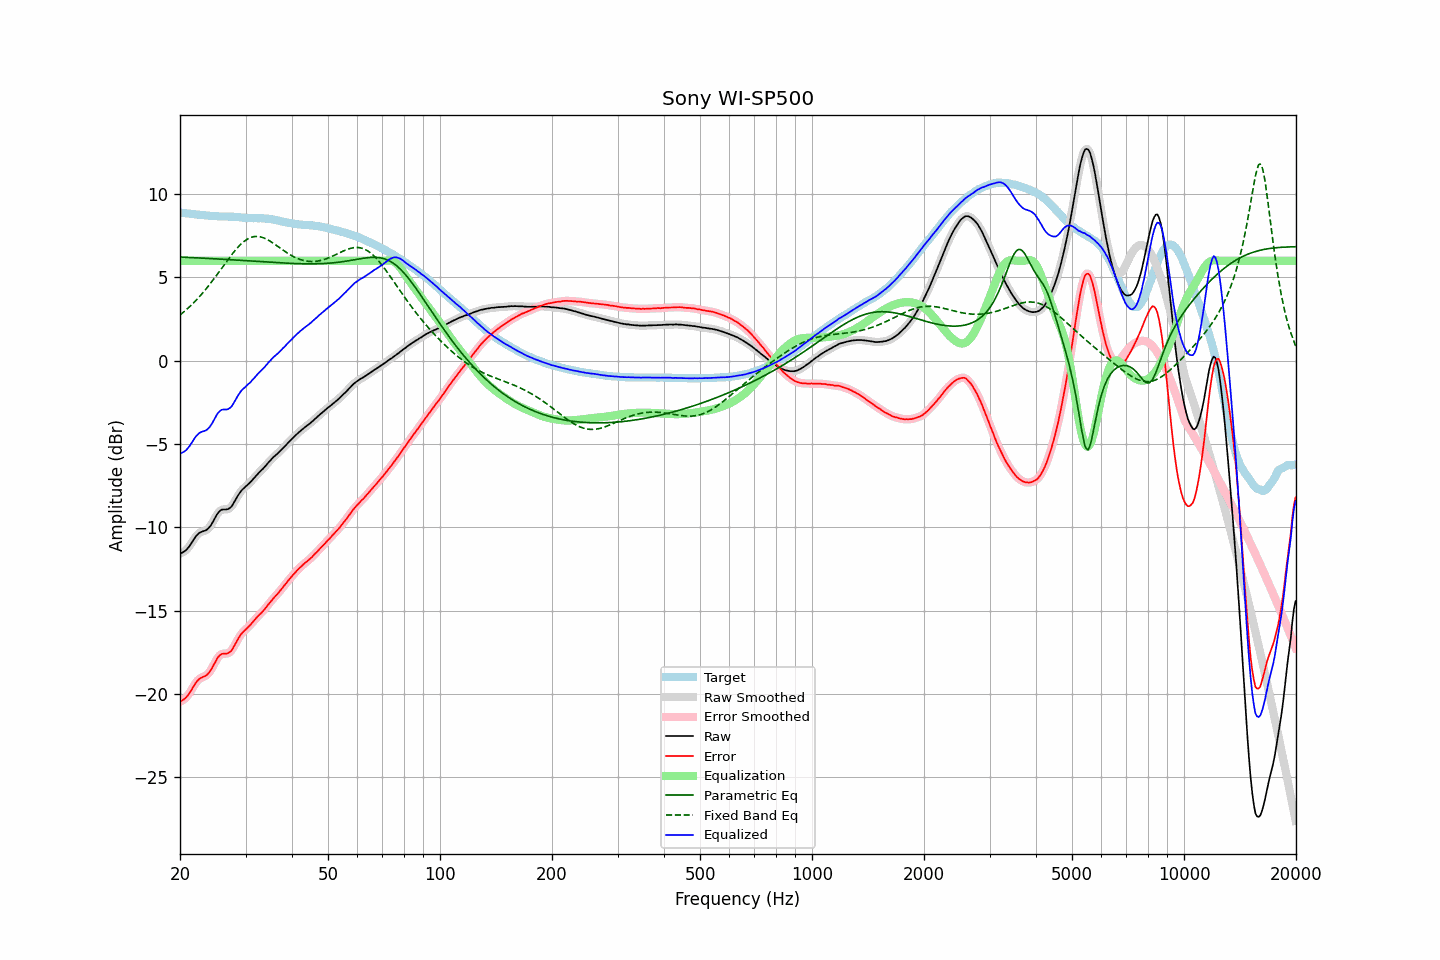 Sony WI-SP500
Amplitude (dBr)
10
5
0
−5
−10
−15
−20
−25
Target
Raw Smoothed
Error Smoothed
Raw
Error
Equalization
Parametric Eq
Fixed Band Eq
Equalized
20 50 100 200 500 1000 2000 5000 10000 20000
Frequency (Hz)